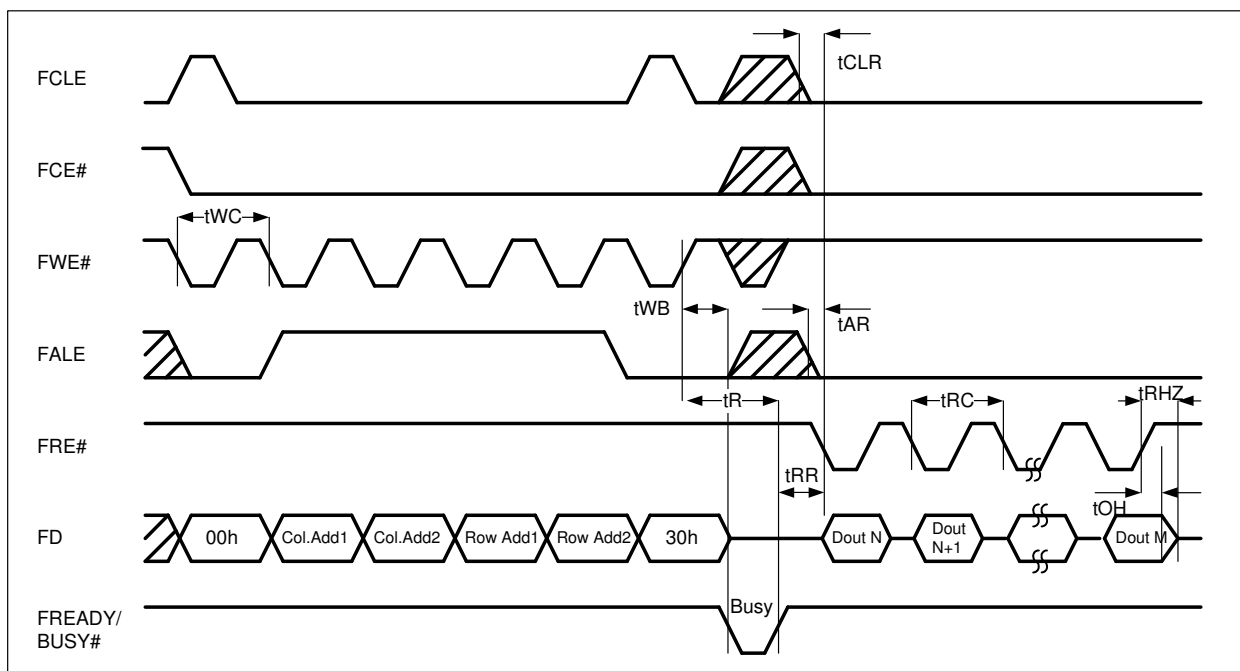 FCLE
tCLR
FCE#
tWC
FWE#
tWB
tAR
FALE
tR
tRC
tRHZ
FRE#
tRR
tOH
FD
00h
Col.Add1
Col.Add2
Row Add1
Row Add2
30h
Dout N
Dout
N+1
Dout M
FREADY/
BUSY#
Busy